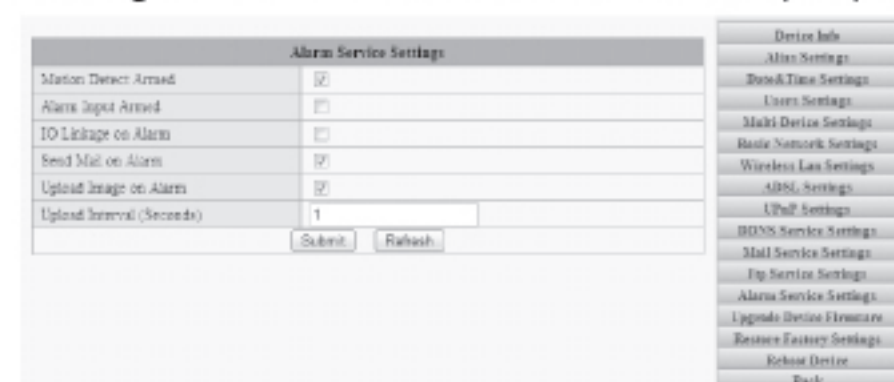 Alarm Service Settings
Motion Detect Armed
Alarm Input Armed
IO Linkage on Alarm
Send Mail on Alarm
Upload Image on Alarm
Upload Interval (Seconds)
1
Submit
Refresh
Device Info
Alias Settings
Date&Time Settings
Users Settings
Multi-Device Settings
Basic Network Settings
Wireless Lan Settings
ADSL Settings
UPnP Settings
DDNS Service Settings
Mail Service Settings
Ftp Service Settings
Alarm Service Settings
Upgrade Device Firmware
Restore Factory Settings
Reboot Device
Back